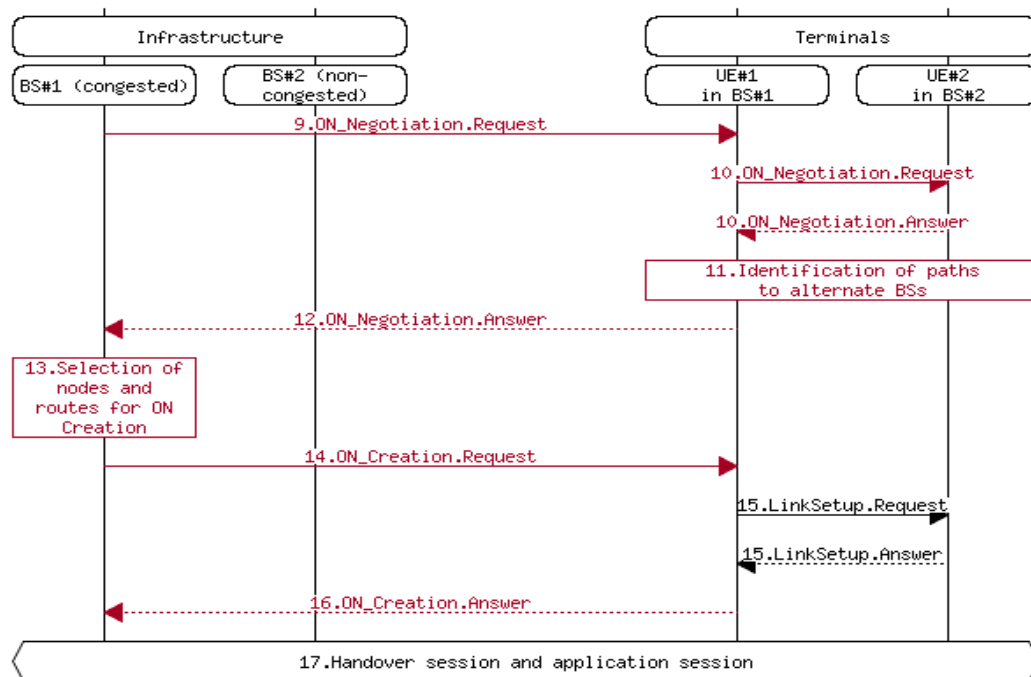 Infrastructure
Terminals
BS#1 (congested)
BS#2 (non-
congested)
UE#1
in BS#1
UE#2
in BS#2
9.ON_Negotiation.Request
10.ON_Negotiation.Request
10.ON_Negotiation.Answer
11.Identification of paths
to alternate BSs
12.ON_Negotiation.Answer
13.Selection of
nodes and
routes for ON
Creation
14.ON_Creation.Request
15.LinkSetup.Request
15.LinkSetup.Answer
16.ON_Creation.Answer
17.Handover session and application session